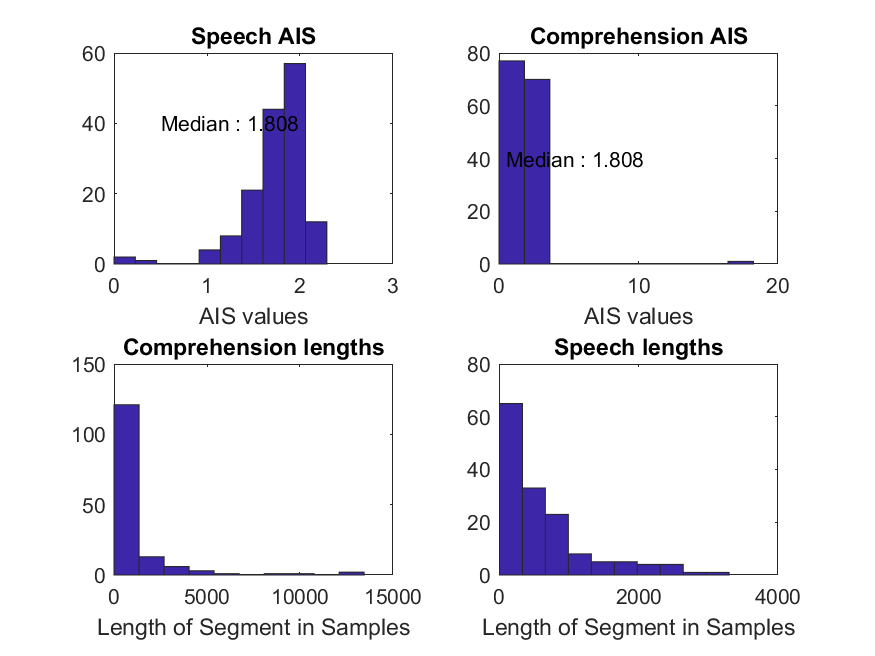 Speech AIS
60
40
20
0
Median : 1.808
0 1 2 3
AIS values
Comprehension AIS
80
60
40
20
0
Median : 1.808
0 10 20
AIS values
Comprehension lengths
150
100
50
0
0 5000 10000 15000
Length of Segment in Samples
Speech lengths
80
60
40
20
0
0 2000 4000
Length of Segment in Samples